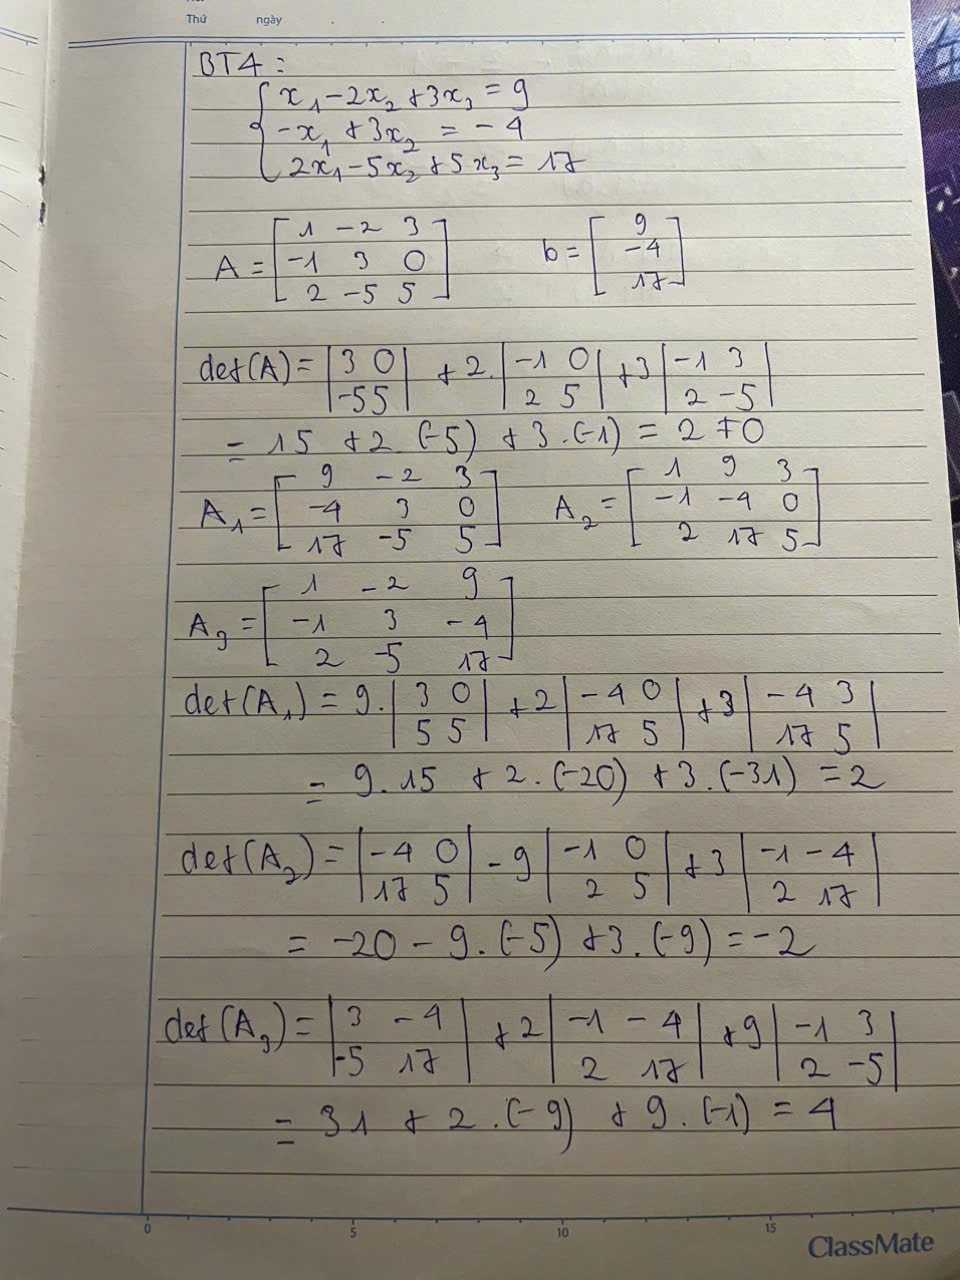 Thứ ngày . .
BT4:
x₁ - 2x₂ + 3x₃ = 9
-x₁ + 3x₂ = -4
2x₁ - 5x₂ + 5x₃ = 17
A = [ 1 -2 3 ; -1 3 0 ; 2 -5 5 ] b = [ 9 ; -4 ; 17 ]
det(A) = | 3 0 ; -5 5 | + 2. | -1 0 ; 2 5 | + 3 | -1 3 ; 2 -5 |
= 15 + 2.(-5) + 3.(-1) = 2 ≠ 0
A₁ = [ 9 -2 3 ; -4 3 0 ; 17 -5 5 ] A₂ = [ 1 9 3 ; -1 -4 0 ; 2 17 5 ]
A₃ = [ 1 -2 9 ; -1 3 -4 ; 2 -5 17 ]
det(A₁) = 9. | 3 0 ; 5 5 | + 2 | -4 0 ; 17 5 | + 3 | -4 3 ; 17 5 |
= 9.15 + 2.(-20) + 3.(-31) = 2
det(A₂) = | -4 0 ; 17 5 | - 9 | -1 0 ; 2 5 | + 3 | -1 -4 ; 2 17 |
= -20 - 9.(-5) + 3.(-9) = -2
det(A₃) = | 3 -4 ; -5 17 | + 2 | -1 -4 ; 2 17 | + 9 | -1 3 ; 2 -5 |
= 31 + 2.(-9) + 9.(-1) = 4
0 5 10 15
ClassMate